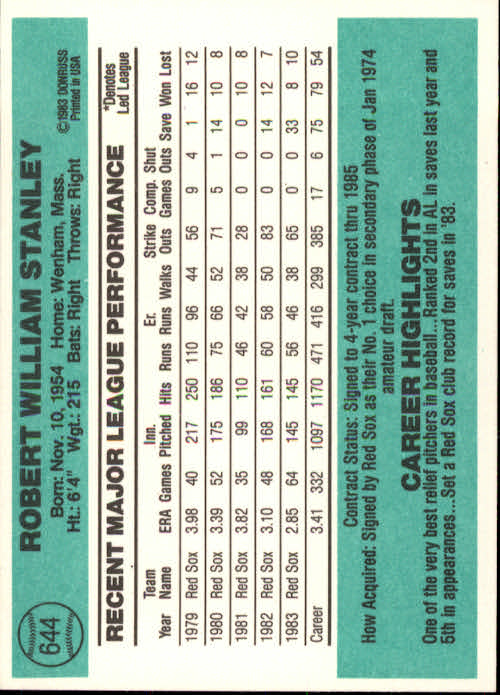 644
ROBERT WILLIAM STANLEY
Born: Nov. 10, 1954 Home: Wenham, Mass.
Ht.: 6'4" Wgt.: 215 Bats: Right Throws: Right
©1983 DONRUSS
Printed in USA
RECENT MAJOR LEAGUE PERFORMANCE
*Denotes
Led League
Team Inn. Er. Strike Comp. Shut
Year Name ERA Games Pitched Hits Runs Runs Walks Outs Games Outs Save Won Lost
1979 Red Sox 3.98 40 217 250 110 96 44 56 9 4 1 16 12
1980 Red Sox 3.39 52 175 186 75 66 52 71 5 1 14 10 8
1981 Red Sox 3.82 35 99 110 46 42 38 28 0 0 0 10 8
1982 Red Sox 3.10 48 168 161 60 58 50 83 0 0 14 12 7
1983 Red Sox 2.85 64 145 145 56 46 38 65 0 0 33 8 10
Career 3.41 332 1097 1170 471 416 299 385 17 6 75 79 54
Contract Status: Signed to 4-year contract thru 1985
How Acquired: Signed by Red Sox as their No. 1 choice in secondary phase of Jan 1974
amateur draft.
CAREER HIGHLIGHTS
One of the very best relief pitchers in baseball...Ranked 2nd in AL in saves last year and
5th in appearances...Set a Red Sox club record for saves in '83.